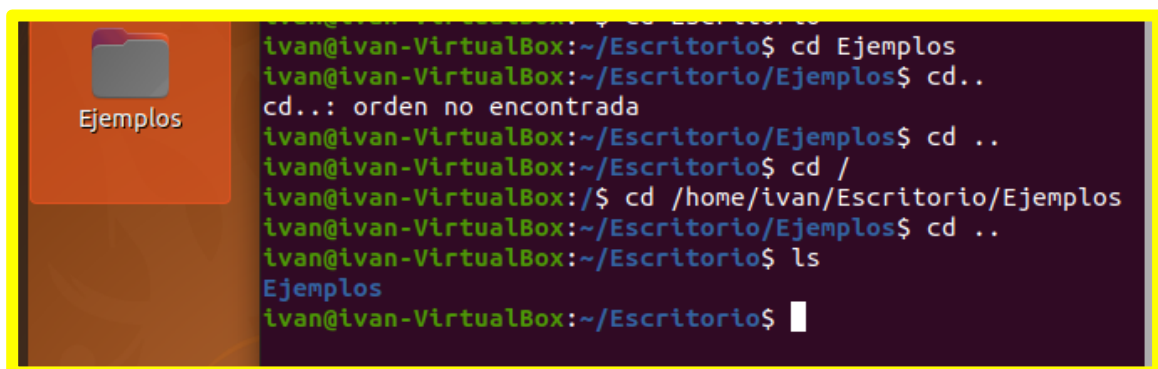 Ejemplos
$ cd Escritorio
ivan@ivan-VirtualBox:~/Escritorio$ cd Ejemplos
ivan@ivan-VirtualBox:~/Escritorio/Ejemplos$ cd..
cd..: orden no encontrada
ivan@ivan-VirtualBox:~/Escritorio/Ejemplos$ cd ..
ivan@ivan-VirtualBox:~/Escritorio$ cd /
ivan@ivan-VirtualBox:/$ cd /home/ivan/Escritorio/Ejemplos
ivan@ivan-VirtualBox:~/Escritorio/Ejemplos$ cd ..
ivan@ivan-VirtualBox:~/Escritorio$ ls
Ejemplos
ivan@ivan-VirtualBox:~/Escritorio$